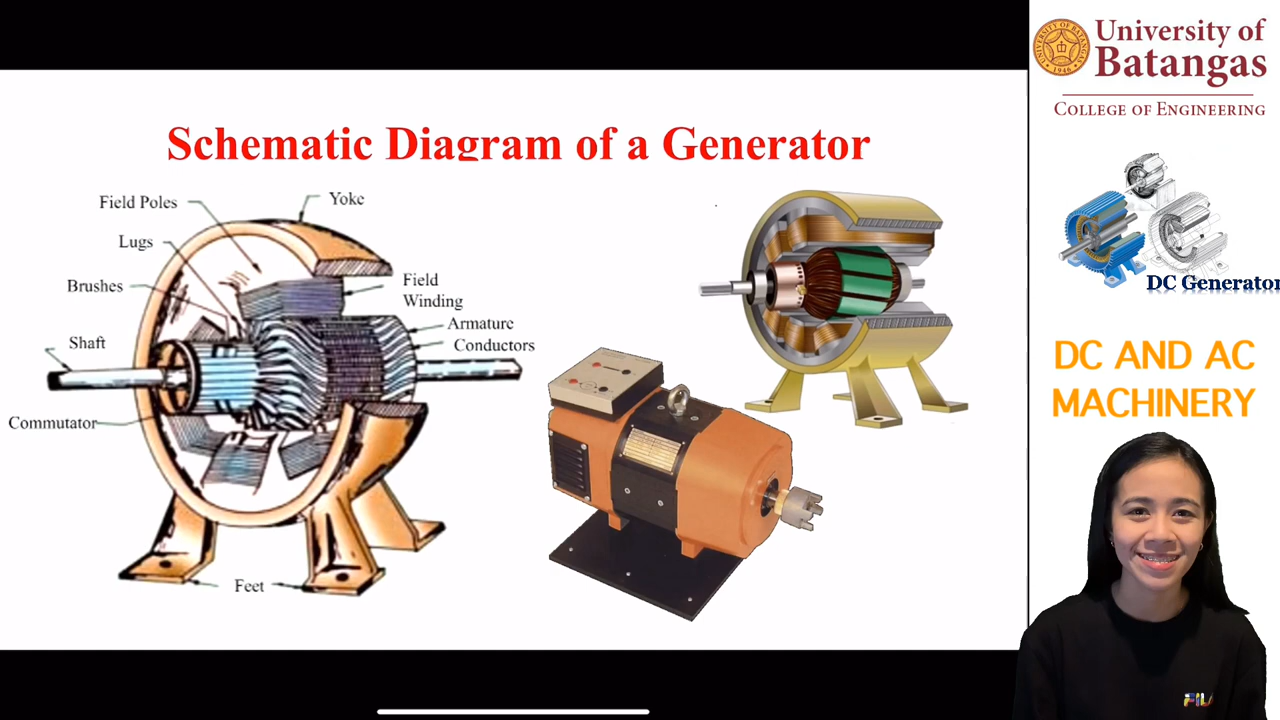 Schematic Diagram of a Generator
Field Poles
Yoke
Lugs
Brushes
Field
Winding
Armature
Conductors
Shaft
Commutator
Feet
University of
Batangas
COLLEGE OF ENGINEERING
1946
DC Generator
DC AND AC
MACHINERY